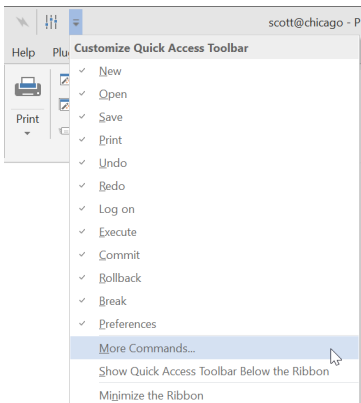 scott@chicago - P
Help Plu
Customize Quick Access Toolbar
New
Open
Save
Print
Print
Undo
Redo
Log on
Execute
Commit
Rollback
Break
Preferences
More Commands...
Show Quick Access Toolbar Below the Ribbon
Minimize the Ribbon